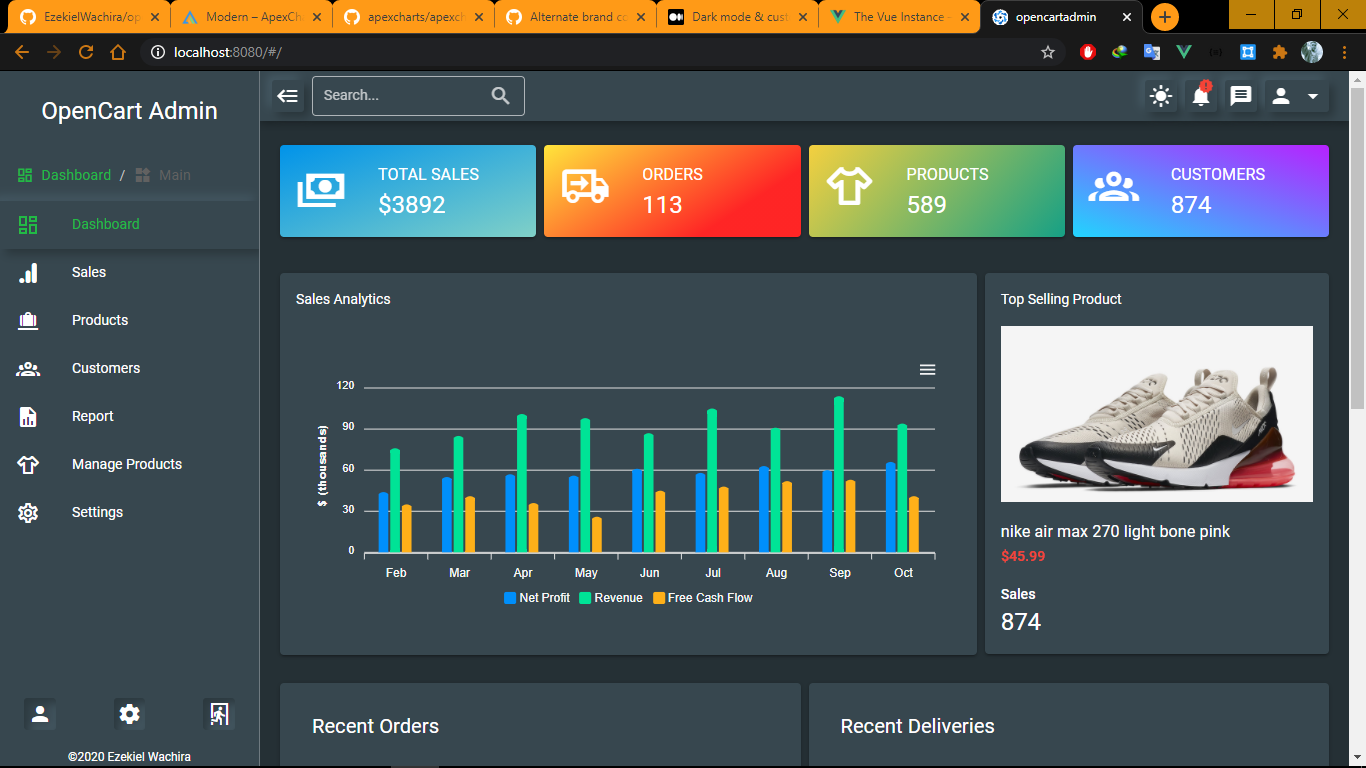 EzekielWachira/op
Modern – ApexCh
apexcharts/apexch
Alternate brand co
Dark mode & cust
The Vue Instance
opencartadmin
localhost:8080/#/
OpenCart Admin
Search...
Dashboard / Main
Dashboard
Sales
Products
Customers
Report
Manage Products
Settings
©2020 Ezekiel Wachira
TOTAL SALES
$3892
ORDERS
113
PRODUCTS
589
CUSTOMERS
874
Sales Analytics
120
90
60
30
0
$ (thousands)
Feb Mar Apr May Jun Jul Aug Sep Oct
Net Profit Revenue Free Cash Flow
Top Selling Product
nike air max 270 light bone pink
$45.99
Sales
874
Recent Orders
Recent Deliveries